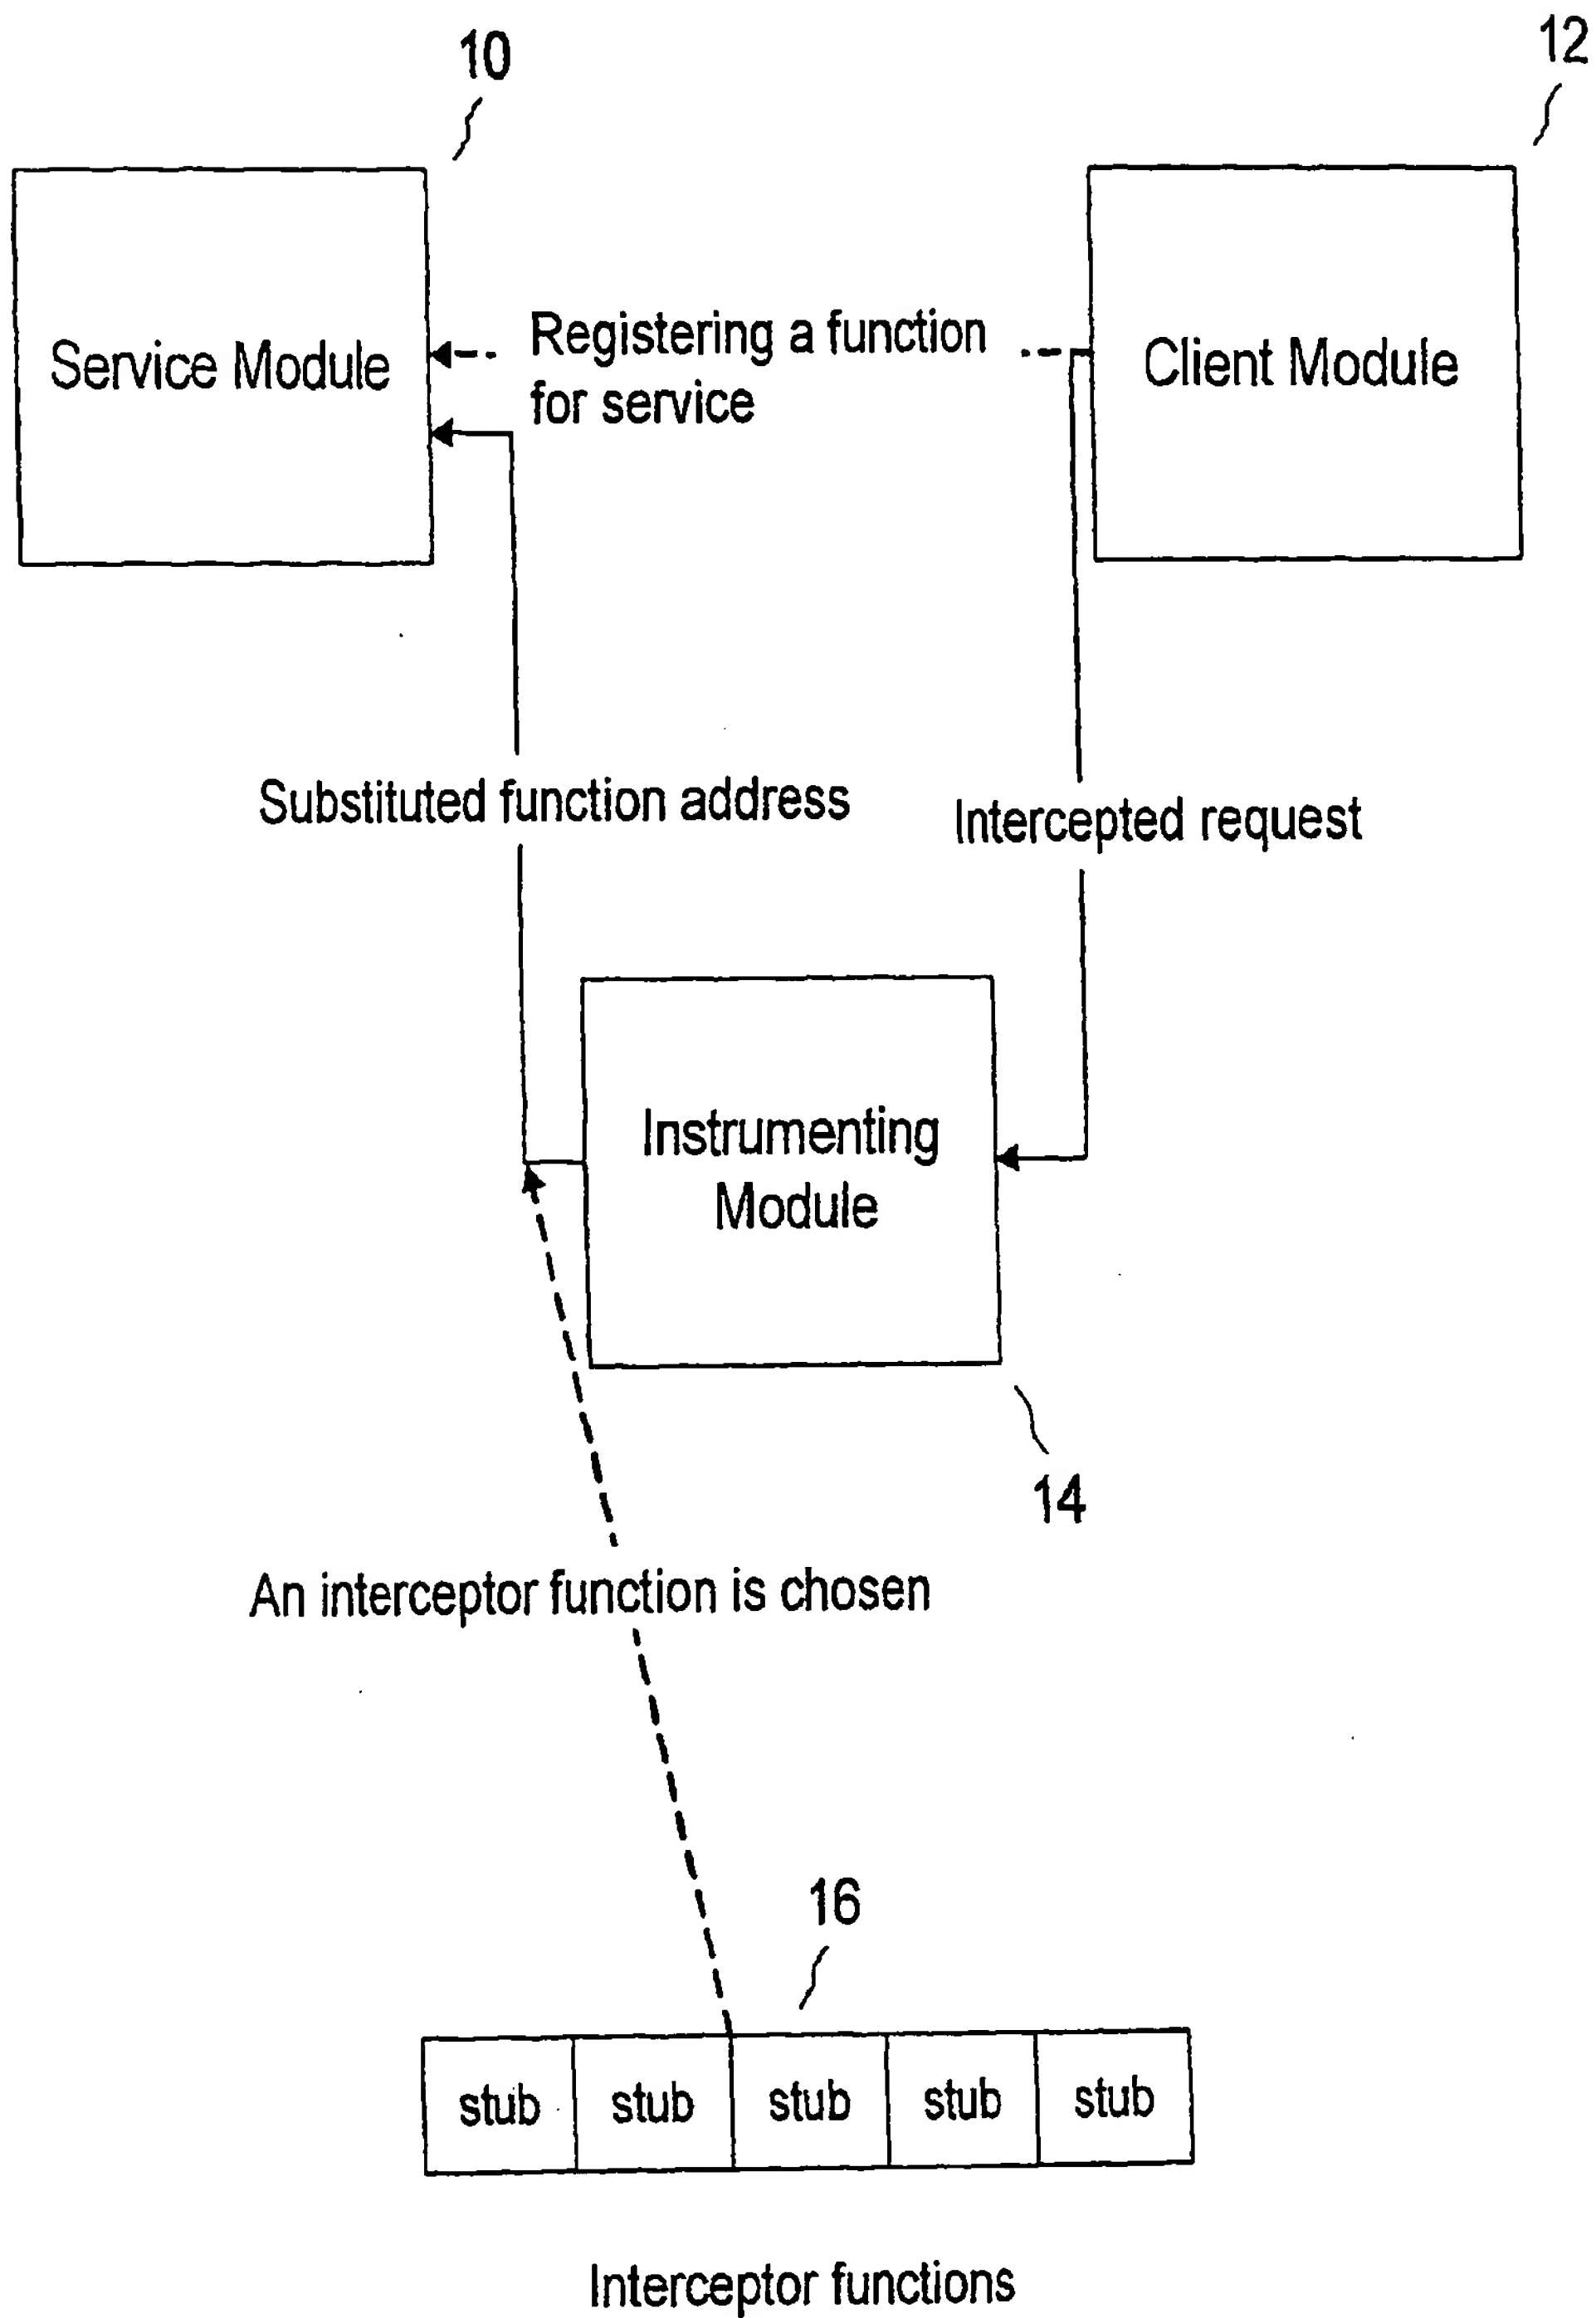 10
12
Service Module
Registering a function
for service
Client Module
Substituted function address
Intercepted request
Instrumenting
Module
14
An interceptor function is chosen
16
stub stub stub stub stub
Interceptor functions